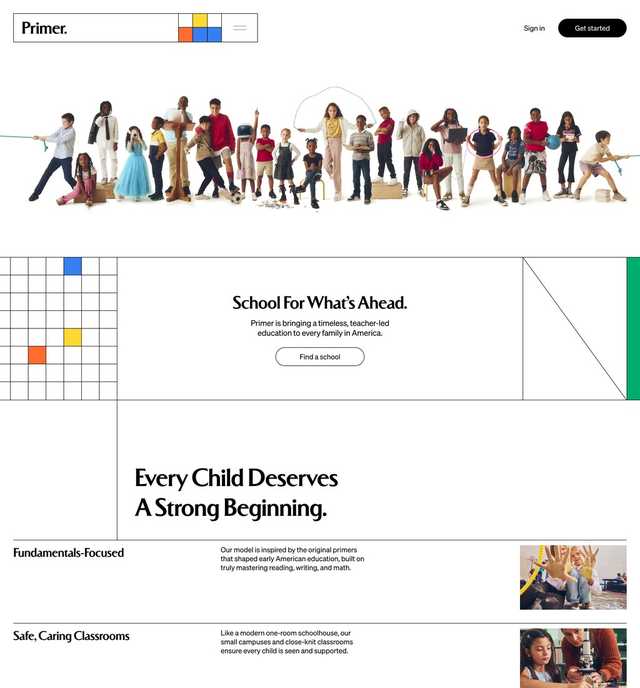 Primer.
Sign in
Get started
School For What's Ahead.
Primer is bringing a timeless, teacher-led
education to every family in America.
Find a school
Every Child Deserves
A Strong Beginning.
Fundamentals-Focused
Our model is inspired by the original primers
that shaped early American education, built on
truly mastering reading, writing, and math.
Safe, Caring Classrooms
Like a modern one-room schoolhouse, our
small campuses and close-knit classrooms
ensure every child is seen and supported.